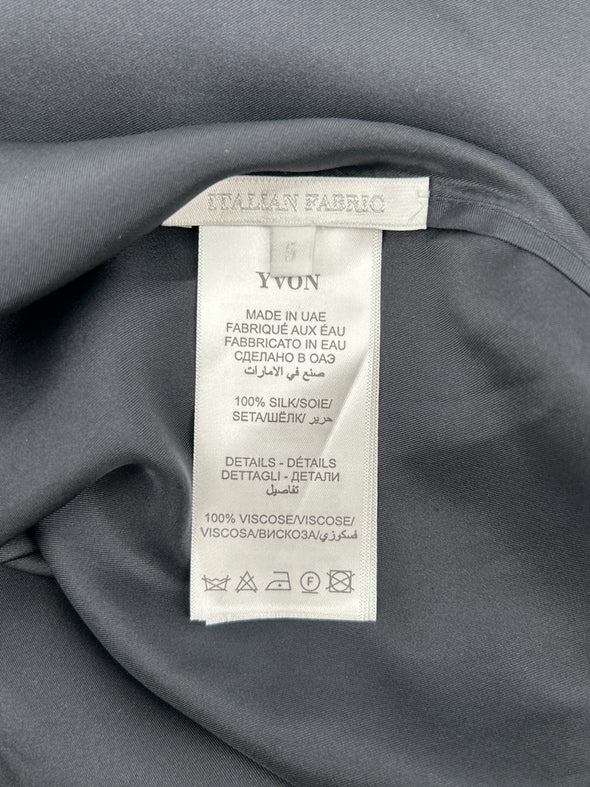 ITALIAN FABRIC
YVON
MADE IN UAE
FABRIQUÉ AUX ÉAU
FABBRICATO IN EAU
СДЕЛАНО В ОАЭ
صنع في الامارات
100% SILK/SOIE/
SETA/ШЁЛК/ حرير
DETAILS - DÉTAILS
DETTAGLI - ДЕТАЛИ
تفاصيل
100% VISCOSE/VISCOSE/
VISCOSA/ВИСКОЗА/فسكوزي
F